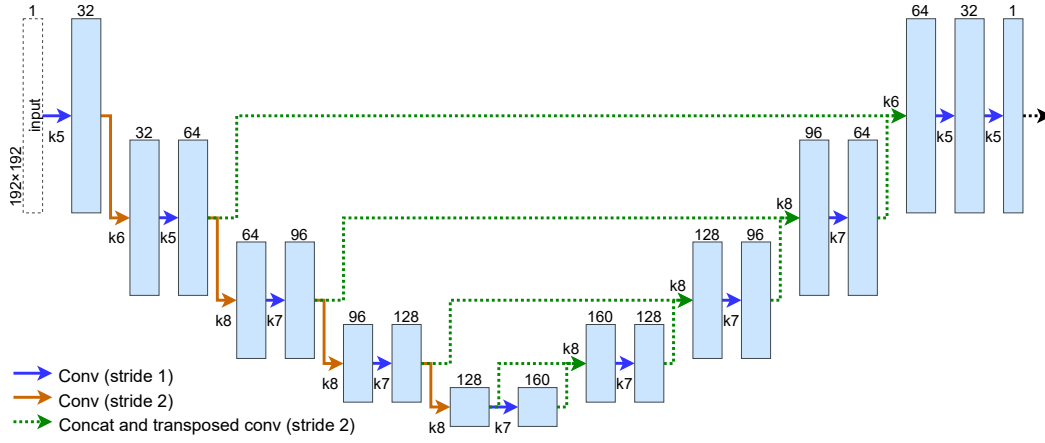 1
32
192×192
input
k5
k6
32
64
k5
k8
64
96
k7
k8
96
128
k7
k8
128
160
k7
k8
160
128
k7
k8
128
96
k7
k8
96
64
k7
k6
64
32
1
k5
k5
Conv (stride 1)
Conv (stride 2)
Concat and transposed conv (stride 2)